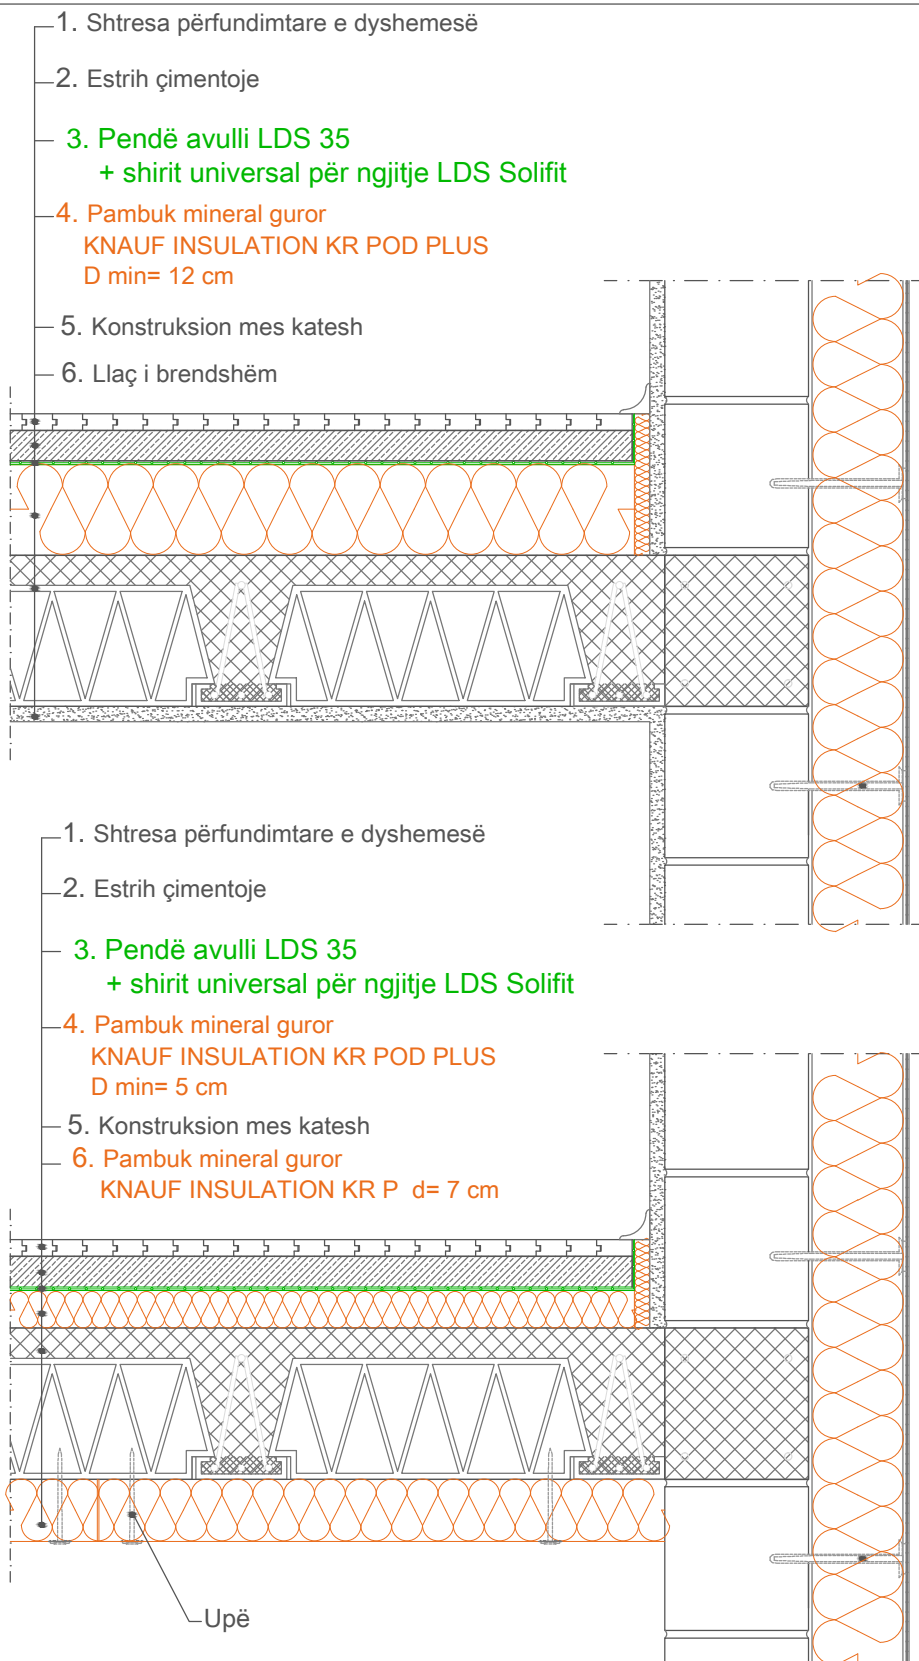 1. Shtresa përfundimtare e dyshemesë
2. Estrih çimentoje
3. Pendë avulli LDS 35
+ shirit universal për ngjitje LDS Solifit
4. Pambuk mineral guror
KNAUF INSULATION KR POD PLUS
D min= 12 cm
5. Konstruksion mes katesh
6. Llaç i brendshëm
1. Shtresa përfundimtare e dyshemesë
2. Estrih çimentoje
3. Pendë avulli LDS 35
+ shirit universal për ngjitje LDS Solifit
4. Pambuk mineral guror
KNAUF INSULATION KR POD PLUS
D min= 5 cm
5. Konstruksion mes katesh
6. Pambuk mineral guror
KNAUF INSULATION KR P d= 7 cm
Upë